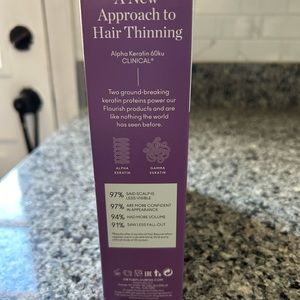 A New
Approach to
Hair Thinning
Alpha Keratin 60ku
CLINICAL®
Two ground-breaking
keratin proteins power our
Flourish products and are
like nothing the world
has seen before.
ALPHA
KERATIN
GAMMA
KERATIN
97% SAID SCALP IS
LESS VISIBLE
97% ARE MORE CONFIDENT
IN APPEARANCE
94% HAD MORE VOLUME
91% SAW LESS FALL-OUT